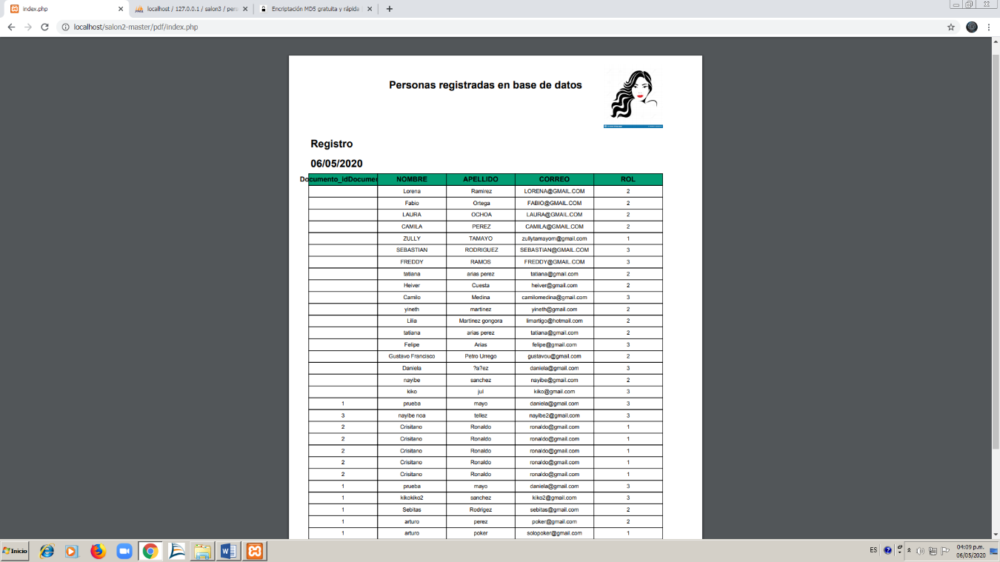 index.php
localhost / 127.0.0.1 / salon3 / pers
Encriptación MD5 gratuita y rápida
localhost/salon2-master/pdf/index.php
Personas registradas en base de datos
Registro
06/05/2020
Documento_idDocumen NOMBRE APELLIDO CORREO ROL
Lorena Ramirez LORENA@GMAIL.COM 2
Fabio Ortega FABIO@GMAIL.COM 2
LAURA OCHOA LAURA@GMAIL.COM 2
CAMILA PEREZ CAMILA@GMAIL.COM 2
ZULLY TAMAYO zullytamayom@gmail.com 1
SEBASTIAN RODRIGUEZ SEBASTIAN@GMAIL.COM 3
FREDDY RAMOS FREDDY@GMAIL.COM 3
tatiana arias perez tatiana@gmail.com 2
Heiver Cuesta heiver@gmail.com 2
Camilo Medina camilomedina@gmail.com 3
yineth martinez yineth@gmail.com 2
Lilia Martinez gongora limartigo@hotmail.com 2
tatiana arias perez tatiana@gmail.com 2
Felipe Arias felipe@gmail.com 3
Gustavo Francisco Petro Urrego gustavou@gmail.com 2
Daniela ?a?ez daniela@gmail.com 3
nayibe sanchez nayibe@gmail.com 2
kiko jul kiko@gmail.com 3
1 prueba mayo daniela@gmail.com 3
3 nayibe noa tellez nayibe2@gmail.com 3
2 Crisitano Ronaldo ronaldo@gmail.com 1
2 Crisitano Ronaldo ronaldo@gmail.com 1
2 Crisitano Ronaldo ronaldo@gmail.com 1
2 Crisitano Ronaldo ronaldo@gmail.com 1
2 Crisitano Ronaldo ronaldo@gmail.com 1
1 prueba mayo daniela@gmail.com 3
1 kikokiko2 sanchez kiko2@gmail.com 3
1 Sebitas Rodrigez sebitas@gmail.com 2
1 arturo perez poker@gmail.com 2
1 arturo poker solopoker@gmail.com 1
Inicio
ES
04:09 p.m.
06/05/2020